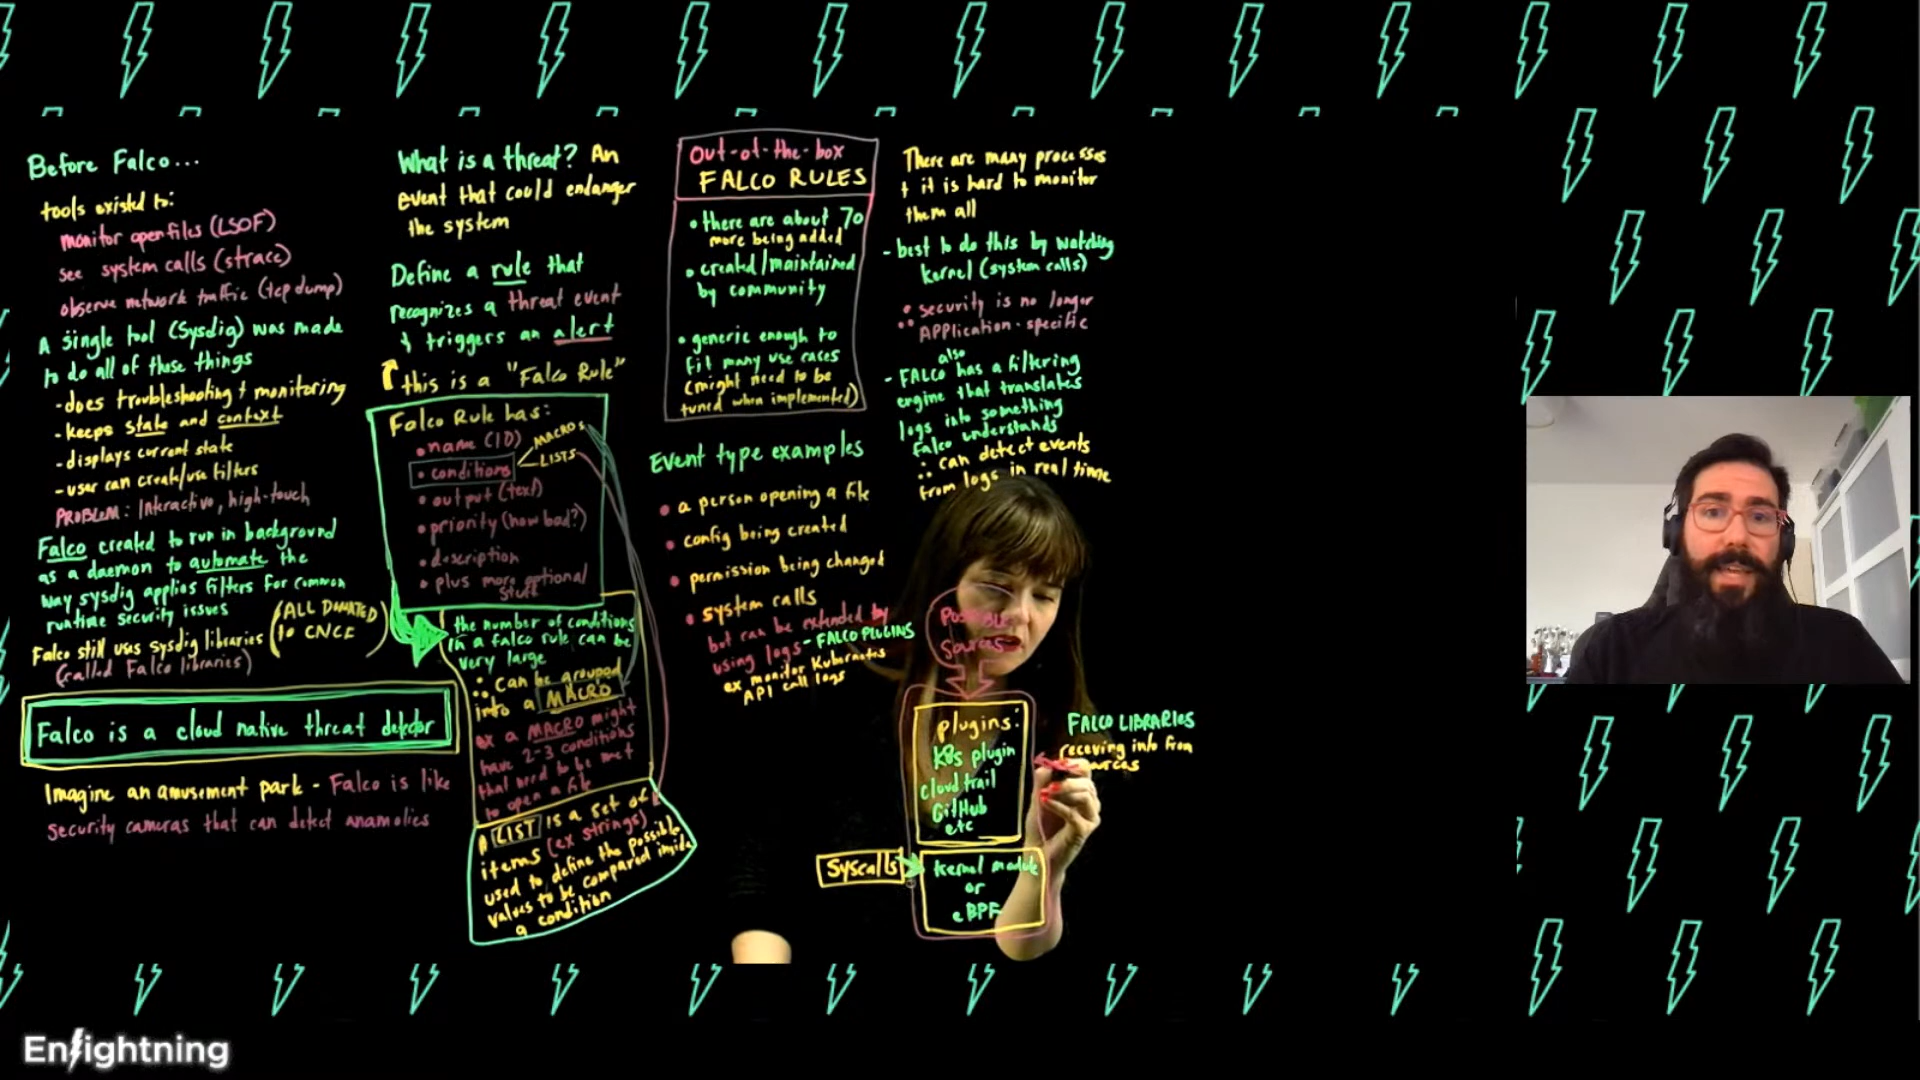 Before Falco...
tools existed to:
monitor open files (LSOF)
see system calls (strace)
observe network traffic (tcpdump)
A single tool (Sysdig) was made
to do all of these things
- does troubleshooting + monitoring
- keeps state and context
- displays current state
- user can create/use filters
PROBLEM: Interactive, high-touch
Falco created to run in background
as a daemon to automate the
way sysdig applies filters for common
runtime security issues
(ALL DONATED
to CNCF)
Falco still uses sysdig libraries
(called Falco libraries)
Falco is a cloud native threat detector
Imagine an amusement park - Falco is like
security cameras that can detect anamolies
What is a threat? An
event that could endanger
the system
Define a rule that
recognizes a threat event
+ triggers an alert
this is a "Falco Rule"
Falco Rule has:
• name (ID)
• conditions
MACROS
LISTS
• output (text)
• priority (how bad?)
• description
• plus more optional
stuff
the number of conditions
in a falco rule can be
very large
∴ can be grouped
into a MACRO
ex a MACRO might
have 2-3 conditions
that need to be met
to open a file
A LIST is a set of
items (ex strings)
used to define the possible
values to be compared inside
a condition
Out-of-the-box
FALCO RULES
• there are about 70
more being added
• created/maintained
by community
• generic enough to
fit many use cases
(might need to be
tuned when implemented)
Event type examples
• a person opening a file
• config being created
• permission being changed
• system calls
but can be extended by
using logs - FALCO PLUGINS
ex monitor Kubernetes
API call logs
There are many processes
+ it is hard to monitor
them all
- best to do this by watching
kernel (system calls)
• security is no longer
APPlication-specific
also
- FALCO has a filtering
engine that translates
logs into something
Falco understands
∴ can detect events
from logs in real time
Possible
Sources
plugins:
k8s plugin
cloudtrail
GitHub
etc
Syscalls
kernel module
or
eBPF
FALCO LIBRARIES
receving info from
Enlightning